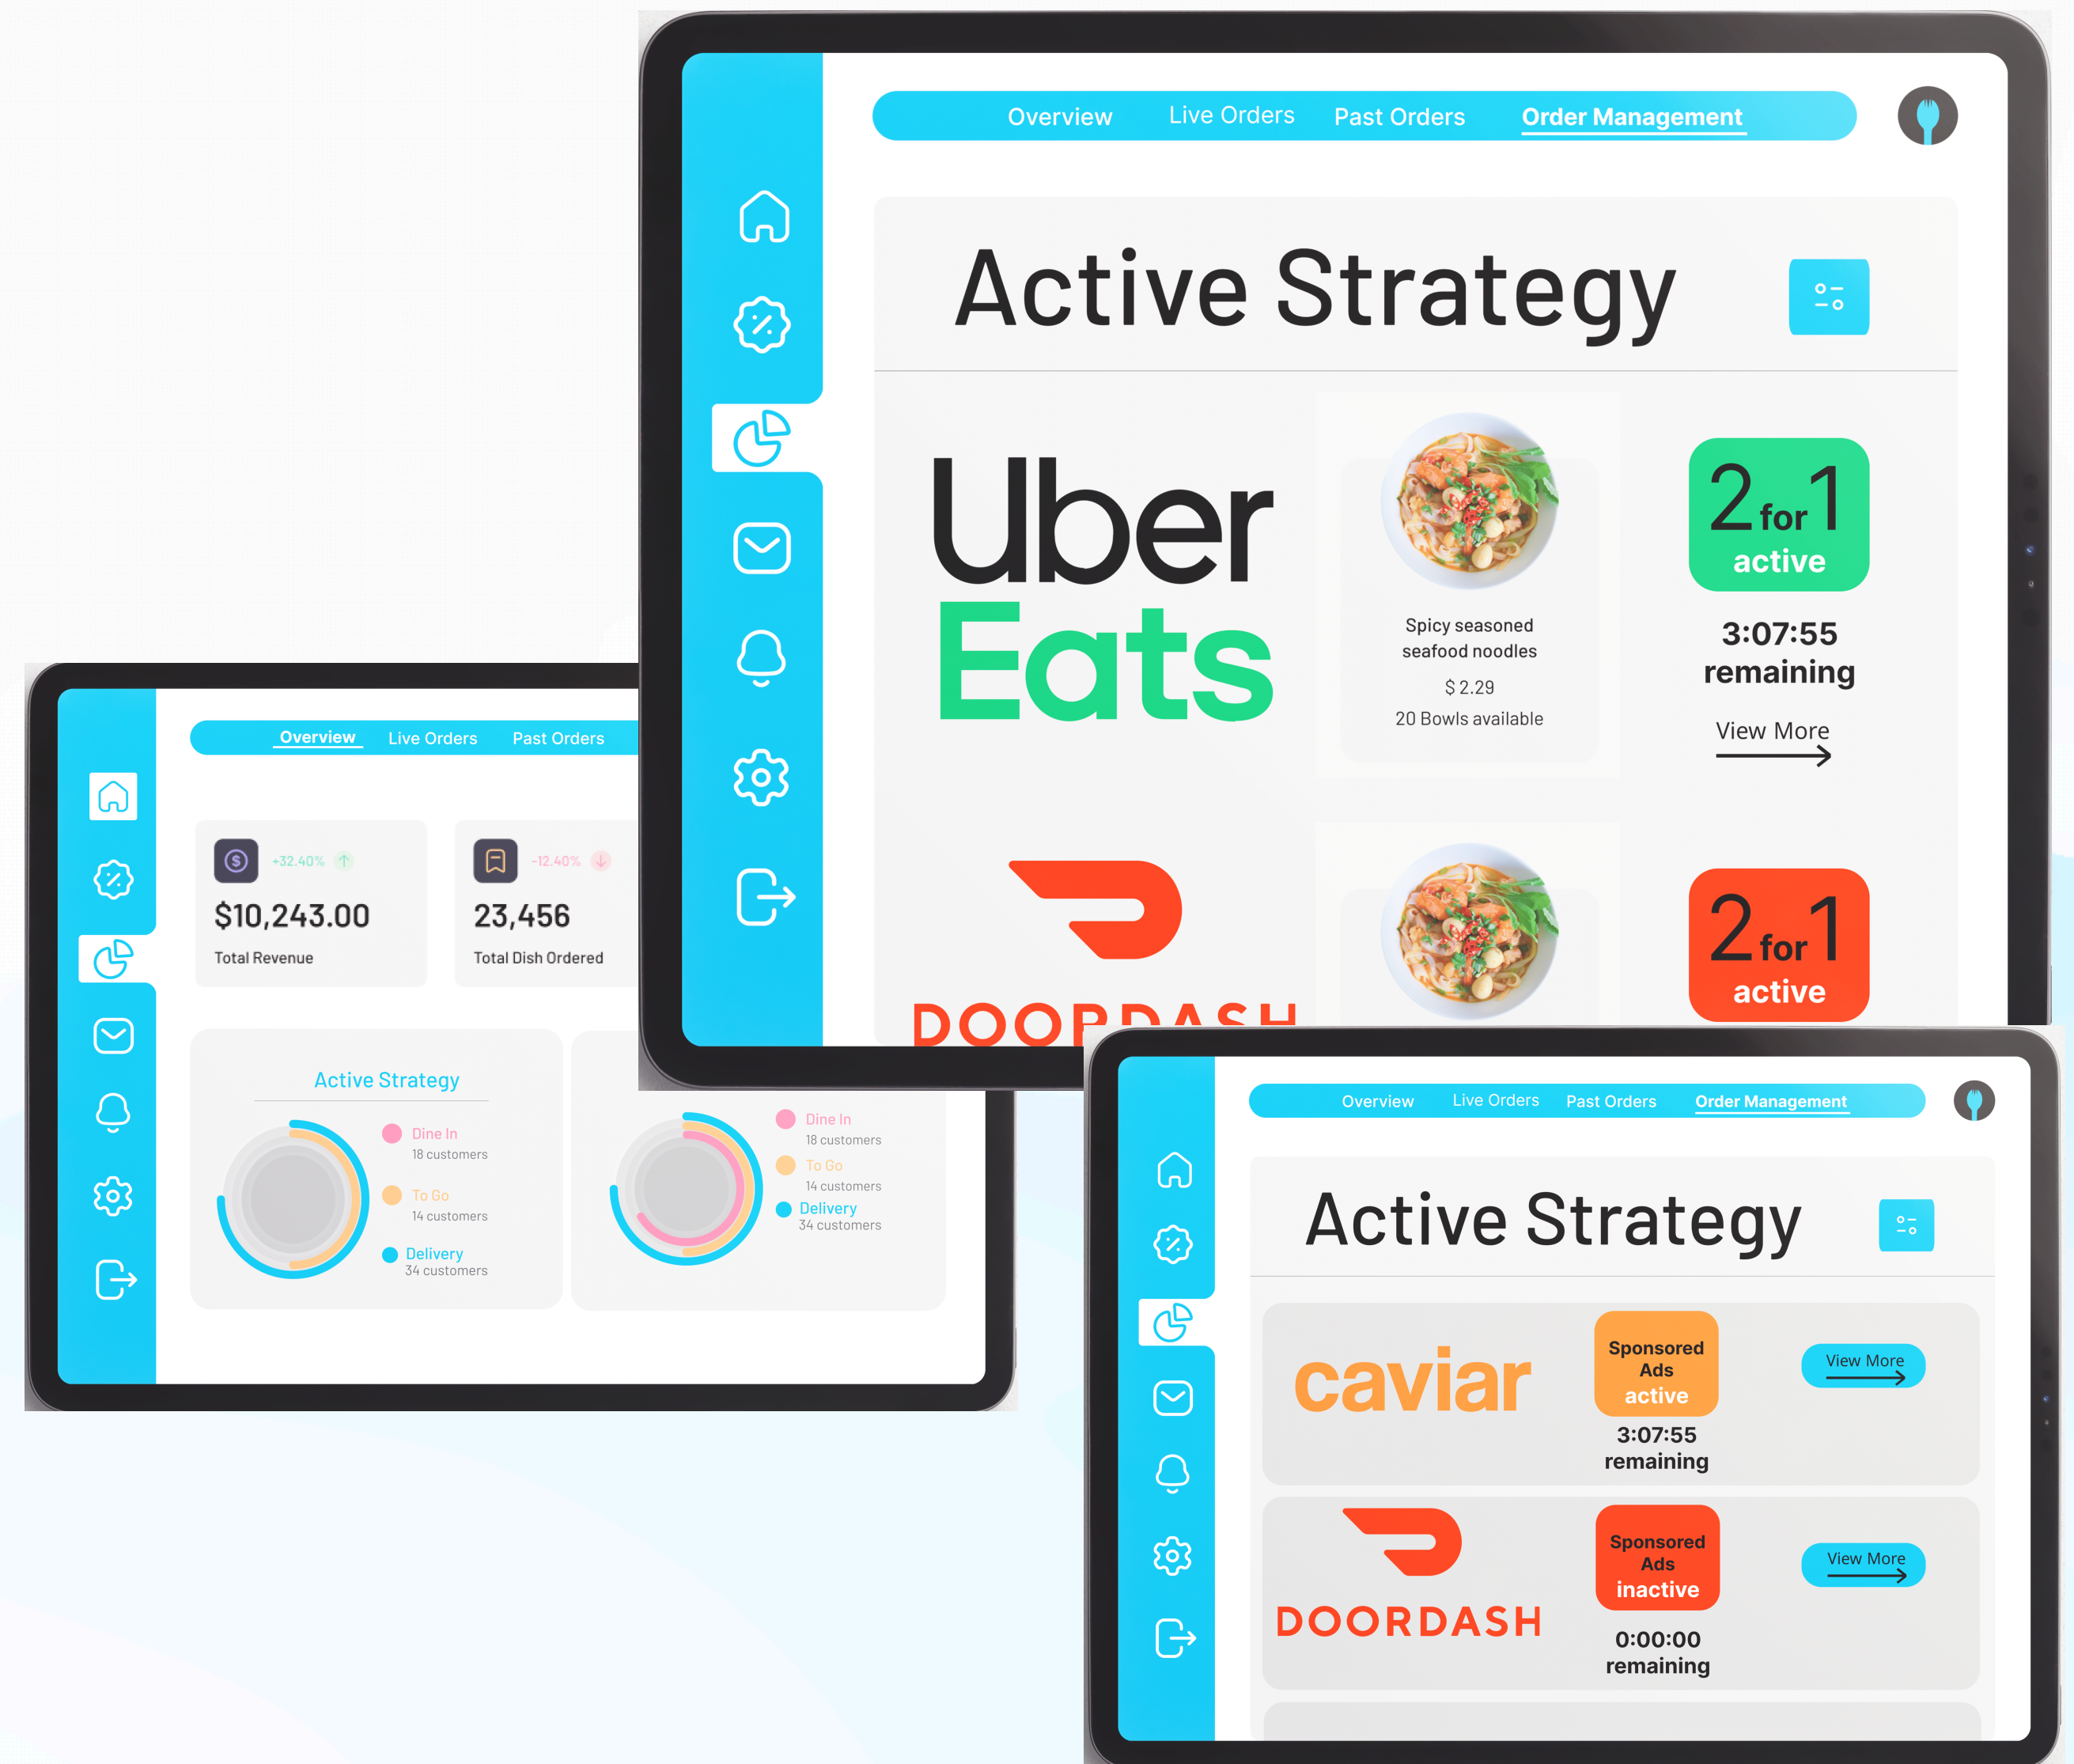 Overview Live Orders Past Orders Order Management
Active Strategy
Uber
Eats
Spicy seasoned
seafood noodles
$ 2.29
20 Bowls available
2 for 1
active
3:07:55
remaining
View More
DOORDASH
2 for 1
active
Overview Live Orders Past Orders
$
+32.40%
$10,243.00
Total Revenue
-12.40%
23,456
Total Dish Ordered
Active Strategy
Dine In
18 customers
To Go
14 customers
Delivery
34 customers
Dine In
18 customers
To Go
14 customers
Delivery
34 customers
Overview Live Orders Past Orders Order Management
Active Strategy
caviar
Sponsored
Ads
active
3:07:55
remaining
View More
DOORDASH
Sponsored
Ads
inactive
0:00:00
remaining
View More